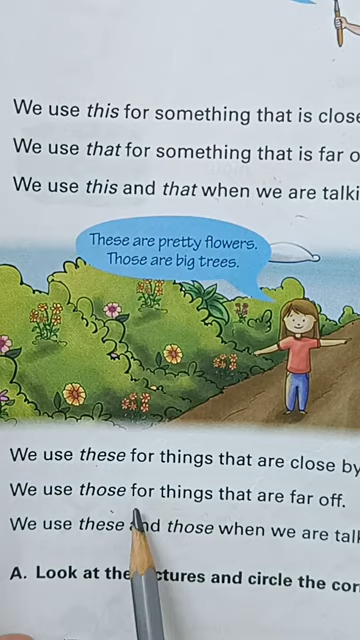 We use this for something that is close
We use that for something that is far o
We use this and that when we are talki
These are pretty flowers.
Those are big trees.
We use these for things that are close by
We use those for things that are far off.
We use these and those when we are talk
A. Look at the pictures and circle the cor